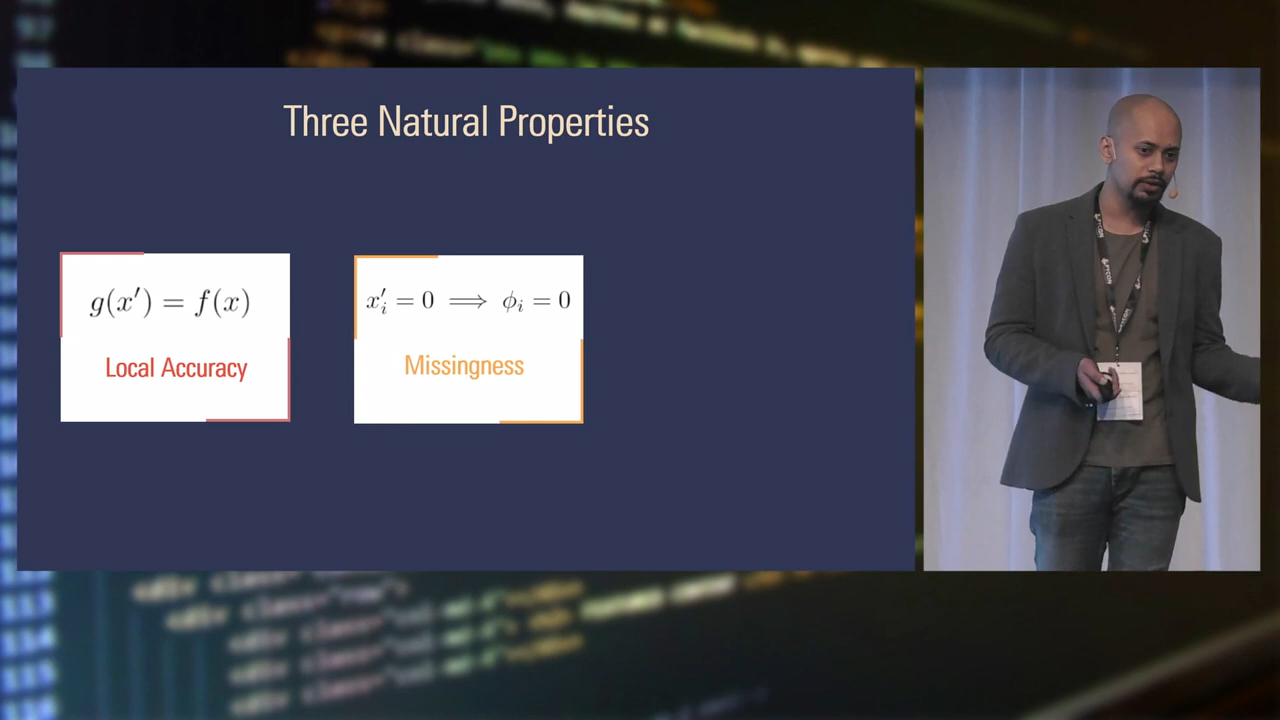 Three Natural Properties
g(x′) = f(x)
Local Accuracy
x′ᵢ = 0 ⟹ ϕᵢ = 0
Missingness